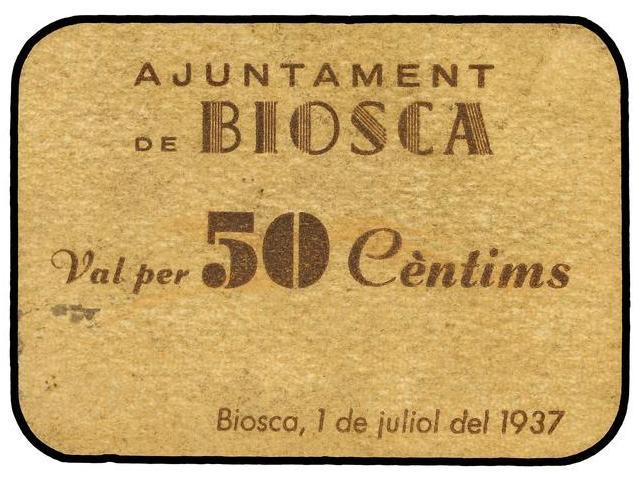 AJUNTAMENT
DE BIOSCA
Val per 50 Cèntims
Biosca, 1 de juliol del 1937